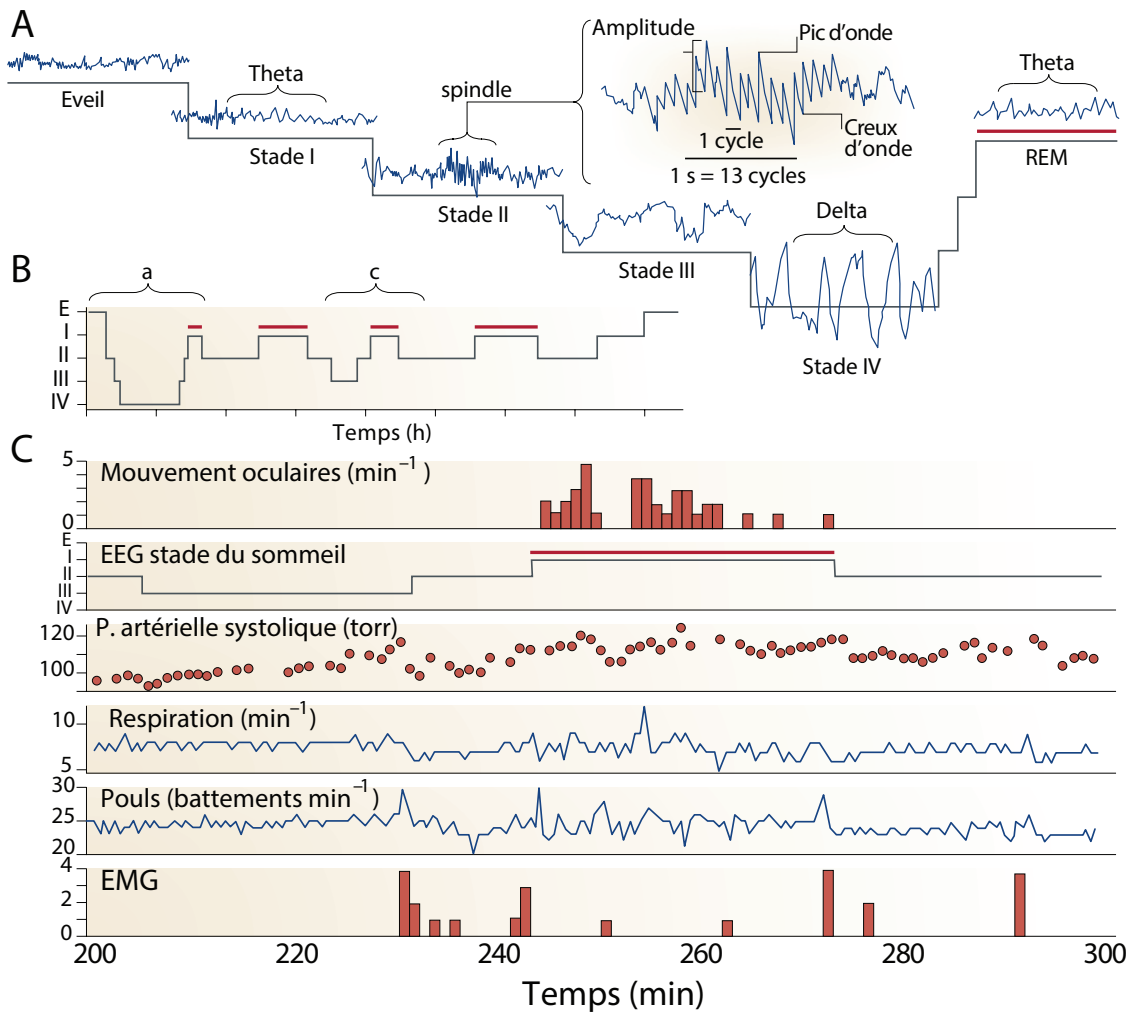 A
Eveil
Theta
Stade I
spindle
Stade II
Amplitude
Pic d'onde
Creux
d'onde
1 cycle
1 s = 13 cycles
Stade III
Delta
Stade IV
Theta
REM
B
a
c
E
I
II
III
IV
Temps (h)
C
5
0
Mouvement oculaires (min⁻¹ )
E
I
II
III
IV
EEG stade du sommeil
120
100
P. artérielle systolique (torr)
10
5
Respiration (min⁻¹)
30
25
20
Pouls (battements min⁻¹ )
4
2
0
EMG
200 220 240 260 280 300
Temps (min)